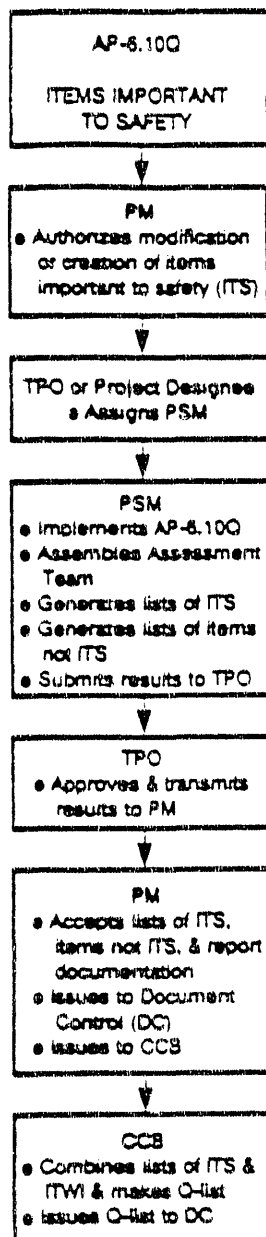 AP-6.10Q
ITEMS IMPORTANT
TO SAFETY
PM
● Authorizes modification
or creation of items
important to safety (ITS)
TPO or Project Designee
● Assigns PSM
PSM
● Implements AP-6.10Q
● Assembles Assessment
Team
● Generates lists of ITS
● Generates lists of items
not ITS
● Submits results to TPO
TPO
● Approves & transmits
results to PM
PM
● Accepts lists of ITS,
items not ITS, & report
documentation
● Issues to Document
Control (DC)
● Issues to CCB
CCB
● Combines lists of ITS &
ITWI & makes Q-list
● Issues Q-list to DC